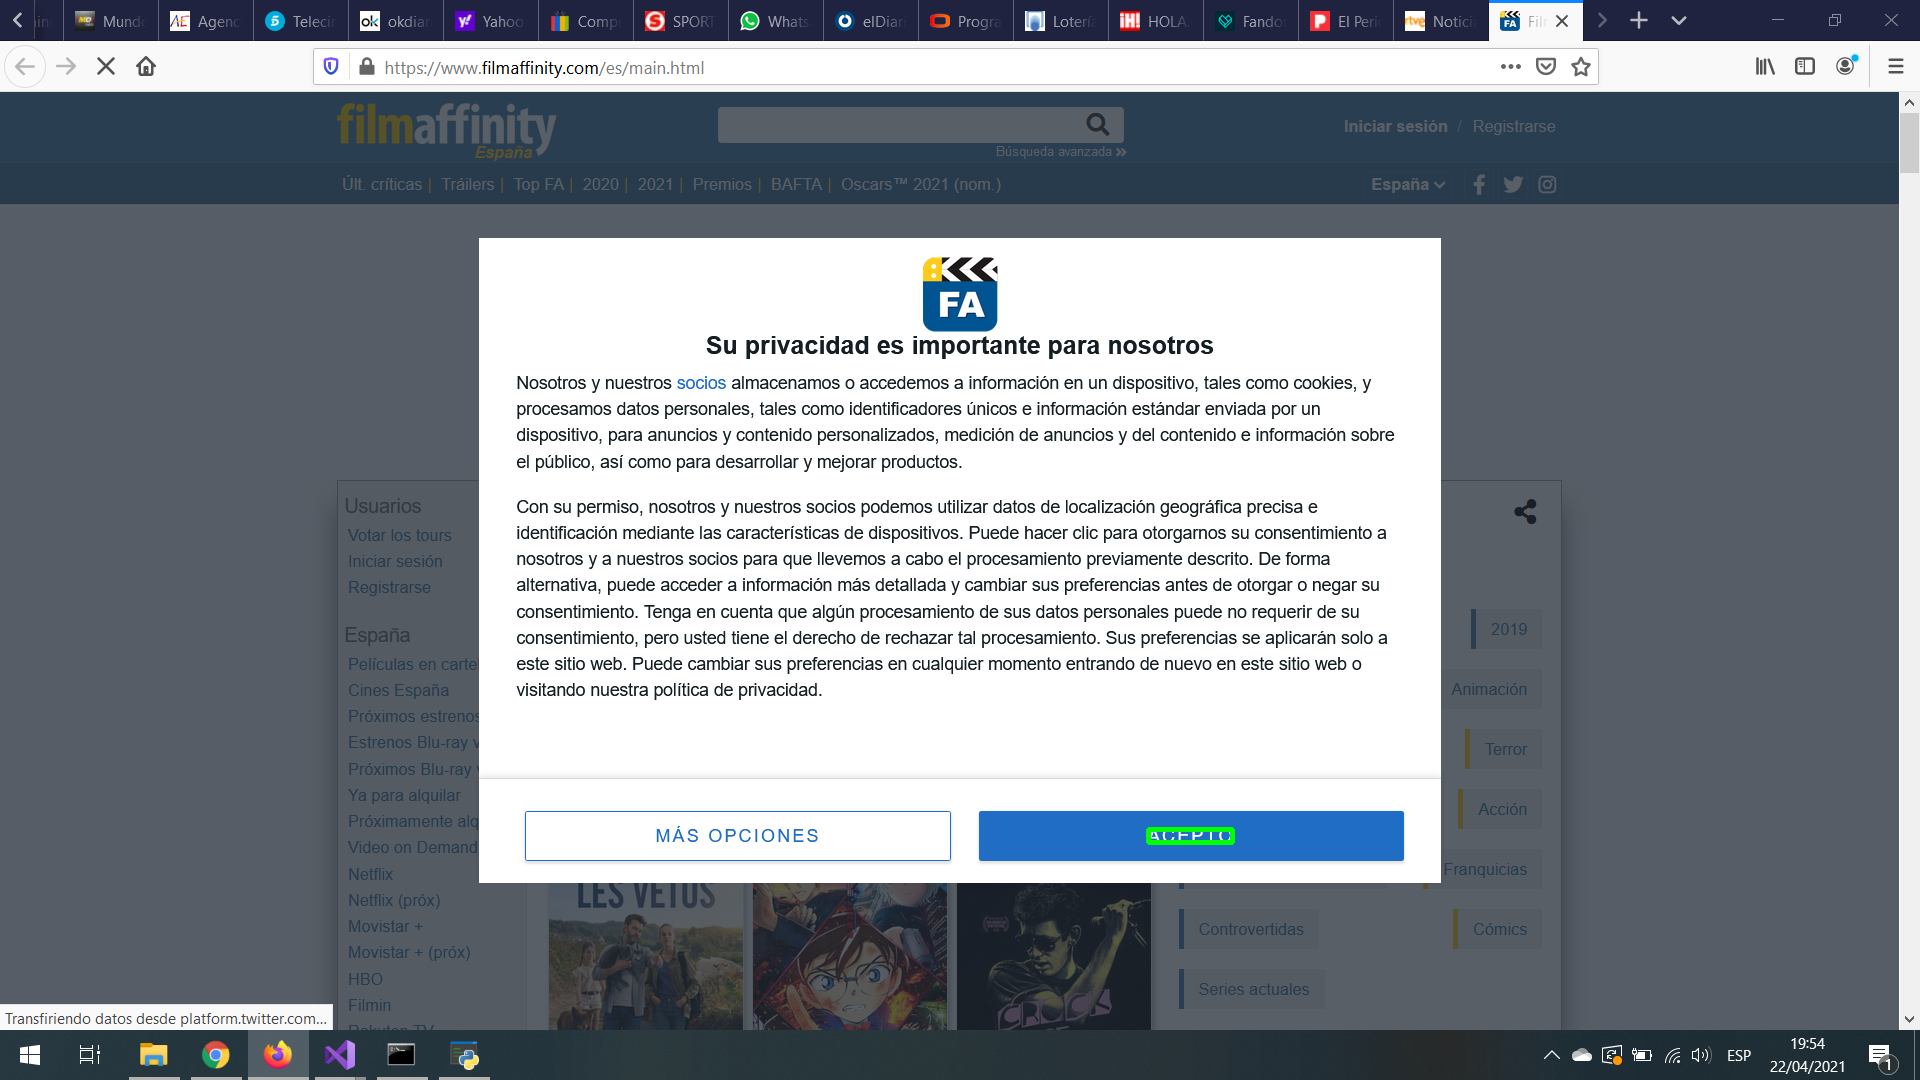 Mundo
Agenc
Telecin
okdiar
Yahoo
Comp
SPORT
Whats
elDiari
Progra
Lotería
HOLA
Fando
El Peri
Notici
Fil
https://www.filmaffinity.com/es/main.html
filmaffinity
España
Búsqueda avanzada
Iniciar sesión / Registrarse
Últ. críticas | Tráilers | Top FA | 2020 | 2021 | Premios | BAFTA | Oscars™ 2021 (nom.)
España
FA
Su privacidad es importante para nosotros
Nosotros y nuestros socios almacenamos o accedemos a información en un dispositivo, tales como cookies, y
procesamos datos personales, tales como identificadores únicos e información estándar enviada por un
dispositivo, para anuncios y contenido personalizados, medición de anuncios y del contenido e información sobre
el público, así como para desarrollar y mejorar productos.
Con su permiso, nosotros y nuestros socios podemos utilizar datos de localización geográfica precisa e
identificación mediante las características de dispositivos. Puede hacer clic para otorgarnos su consentimiento a
nosotros y a nuestros socios para que llevemos a cabo el procesamiento previamente descrito. De forma
alternativa, puede acceder a información más detallada y cambiar sus preferencias antes de otorgar o negar su
consentimiento. Tenga en cuenta que algún procesamiento de sus datos personales puede no requerir de su
consentimiento, pero usted tiene el derecho de rechazar tal procesamiento. Sus preferencias se aplicarán solo a
este sitio web. Puede cambiar sus preferencias en cualquier momento entrando de nuevo en este sitio web o
visitando nuestra política de privacidad.
MÁS OPCIONES
ACEPTO
Usuarios
Votar los tours
Iniciar sesión
Registrarse
España
Películas en carte
Cines España
Próximos estrenos
Estrenos Blu-ray
Próximos Blu-ray
Ya para alquilar
Próximamente alq
Video on Demand
Netflix
Netflix (próx)
Movistar +
Movistar + (próx)
HBO
Filmin
Rakuten TV
2019
Animación
Terror
Acción
Franquicias
Controvertidas
Cómics
Series actuales
LES VETOS
CROCK
Transfiriendo datos desde platform.twitter.com...
ESP
19:54
22/04/2021
1